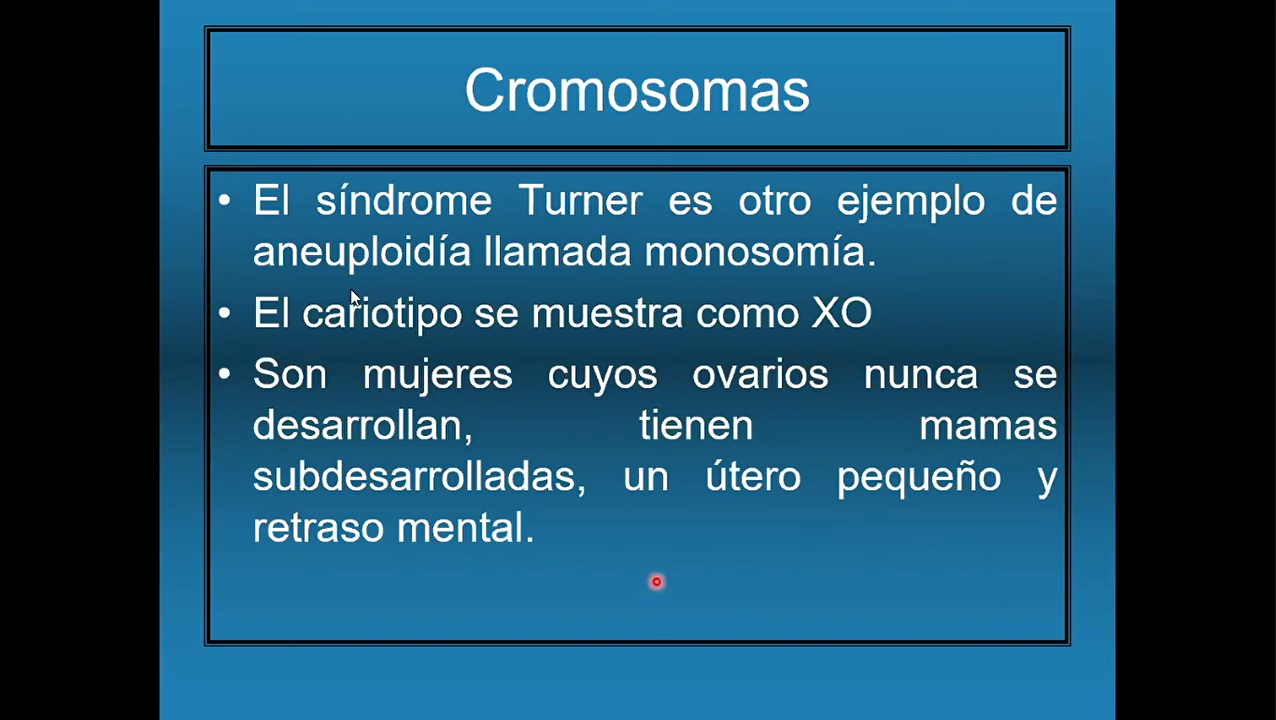 Cromosomas
• El síndrome Turner es otro ejemplo de
aneuploidía llamada monosomía.
• El cariotipo se muestra como XO
• Son mujeres cuyos ovarios nunca se
desarrollan, tienen mamas
subdesarrolladas, un útero pequeño y
retraso mental.